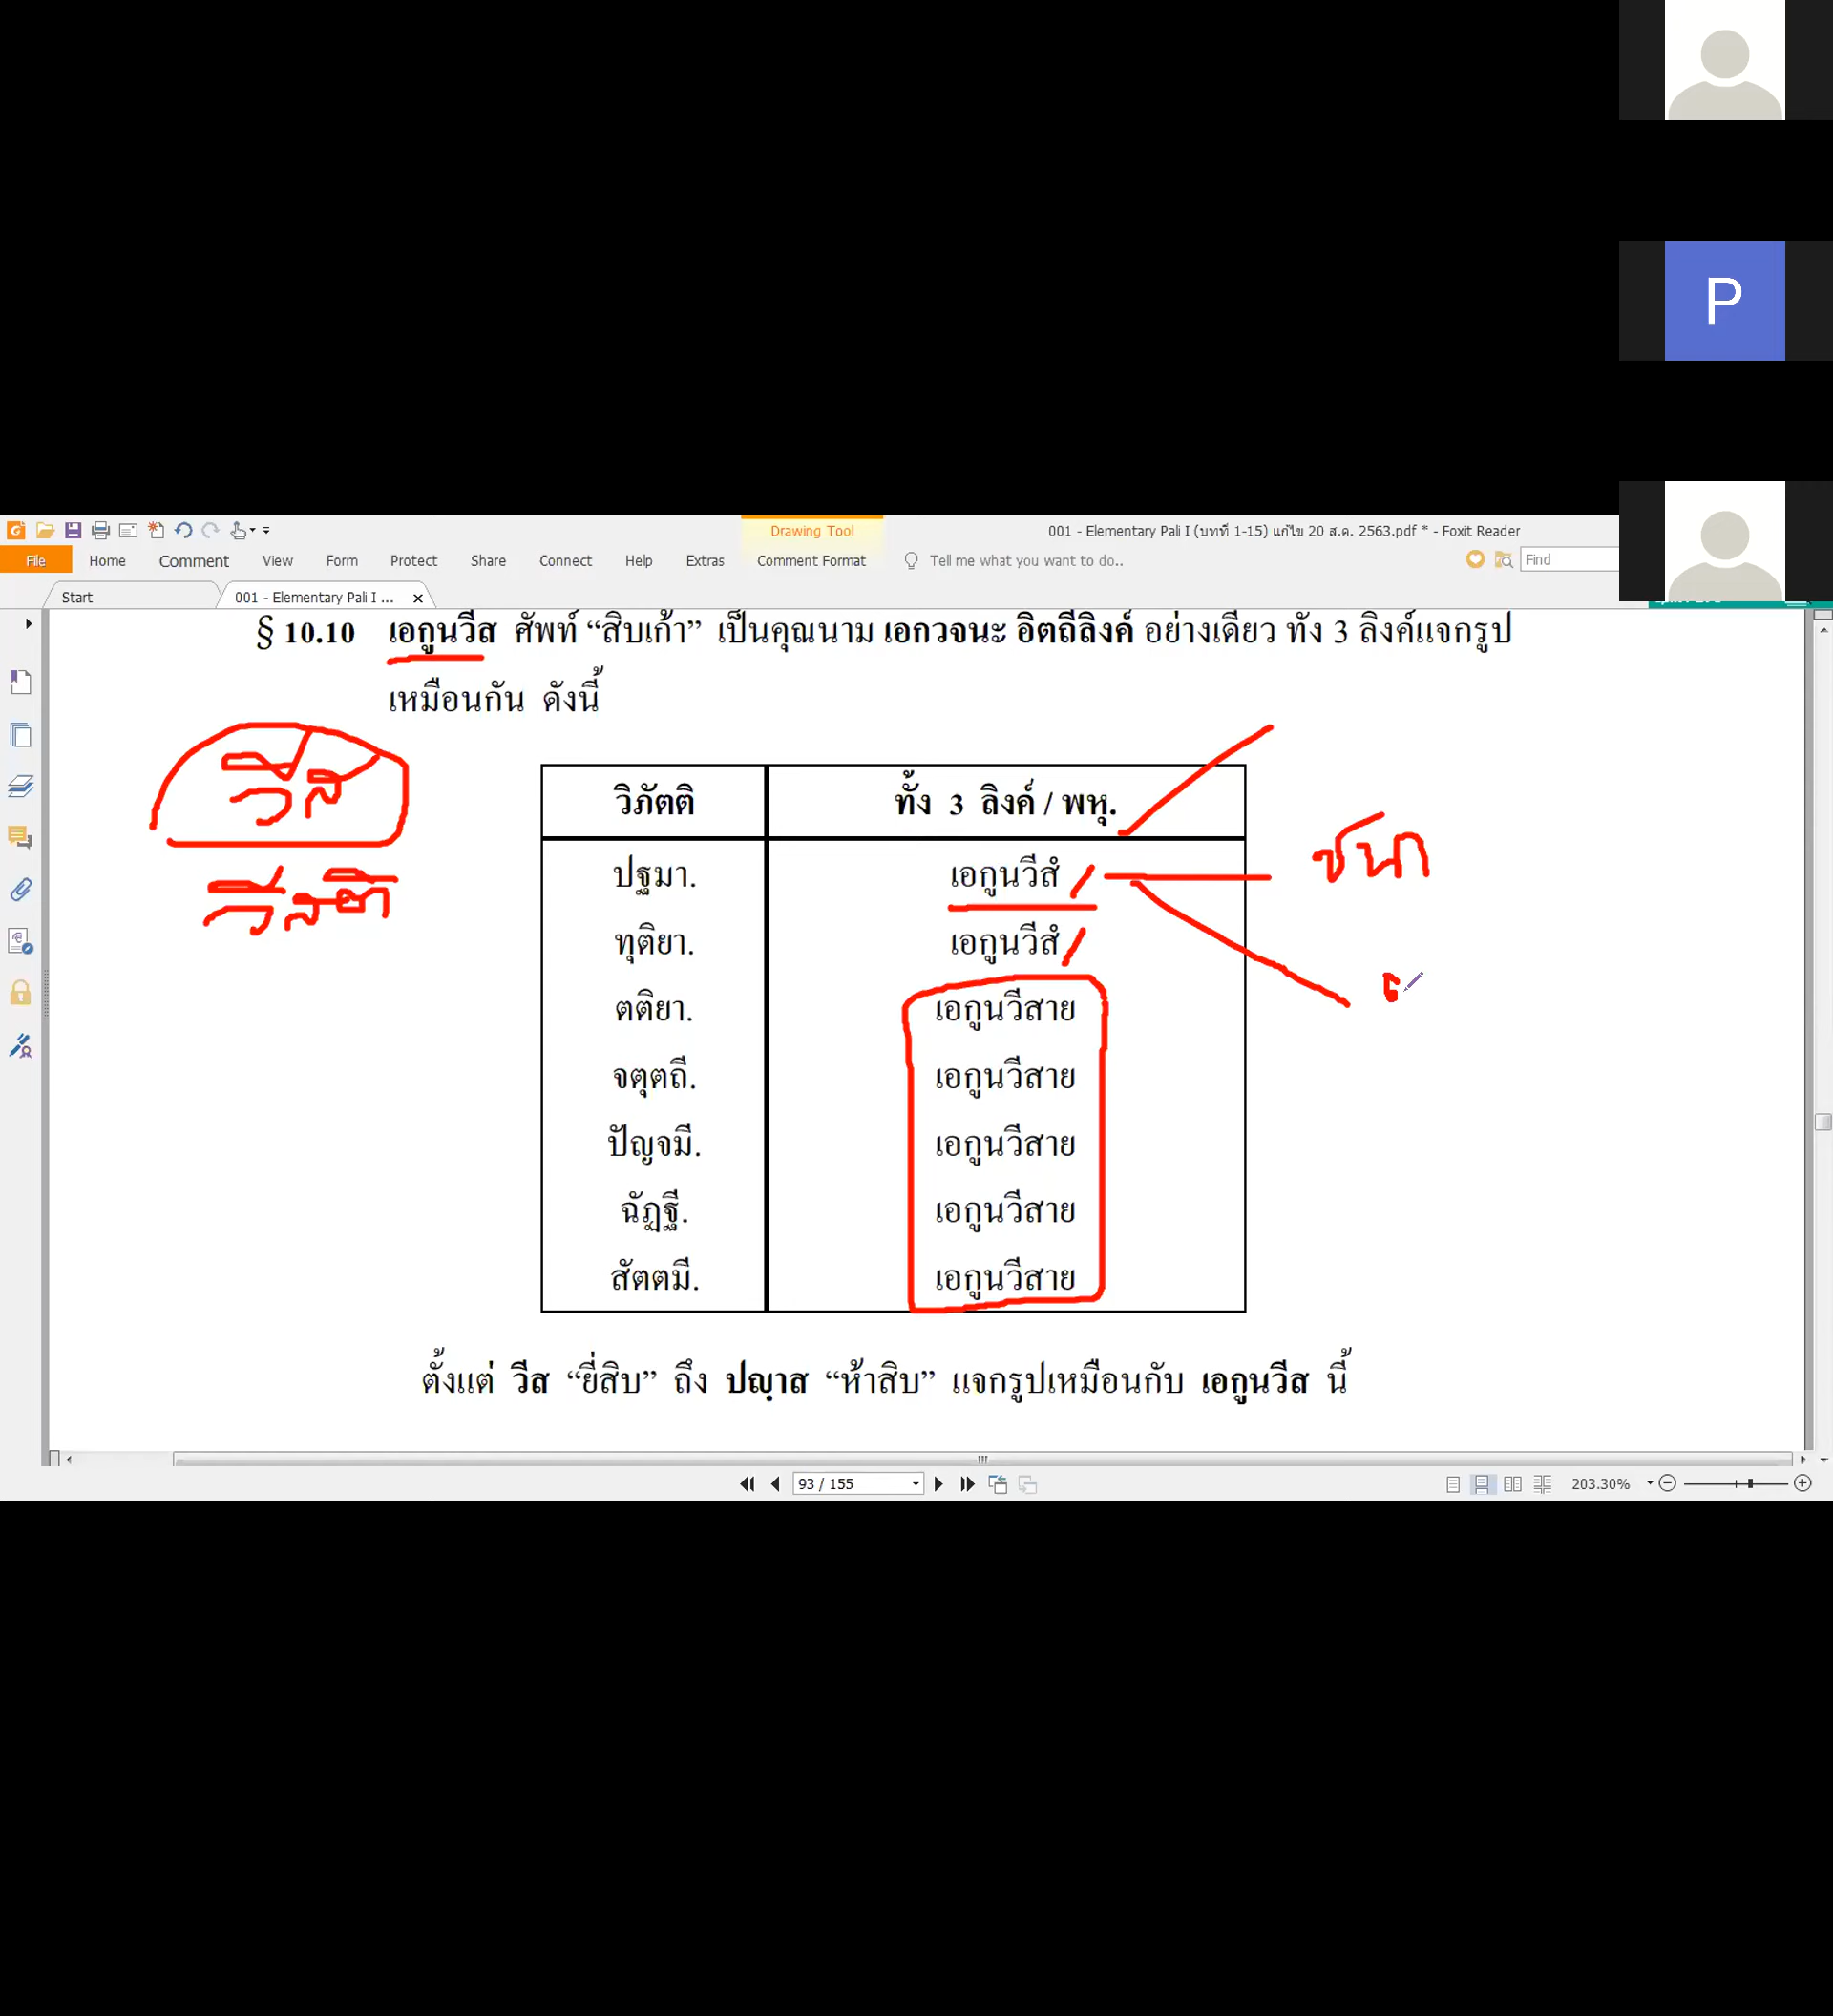 P
Drawing Tool
001 - Elementary Pali I (บทที่ 1-15) แก้ไข 20 ส.ค. 2563.pdf * - Foxit Reader
File Home Comment View Form Protect Share Connect Help Extras Comment Format Tell me what you want to do.. Find
Start 001 - Elementary Pali I ...
§ 10.10 เอกูนวีส ศัพท์ “สิบเก้า” เป็นคุณนาม เอกวจนะ อิตถีลิงค์ อย่างเดียว ทัง 3 ลิงค์แจกรูป
เหมือนกัน ดังนี้
วีส
วีสติ
วิภัตติ ทั้ง 3 ลิงค์ / พหุ.
ปฐมา. เอกูนวีสํ
ชนา
ทุติยา. เอกูนวีสํ
ตติยา. เอกูนวีสาย
จตุตถี. เอกูนวีสาย
ปัญจมี. เอกูนวีสาย
ฉัฏฐี. เอกูนวีสาย
สัตตมี. เอกูนวีสาย
ตั้งแต่ วีส “ยี่สิบ” ถึง ปญฺาส “ห้าสิบ” แจกรูปเหมือนกับ เอกูนวีส นี้
93 / 155 203.30%